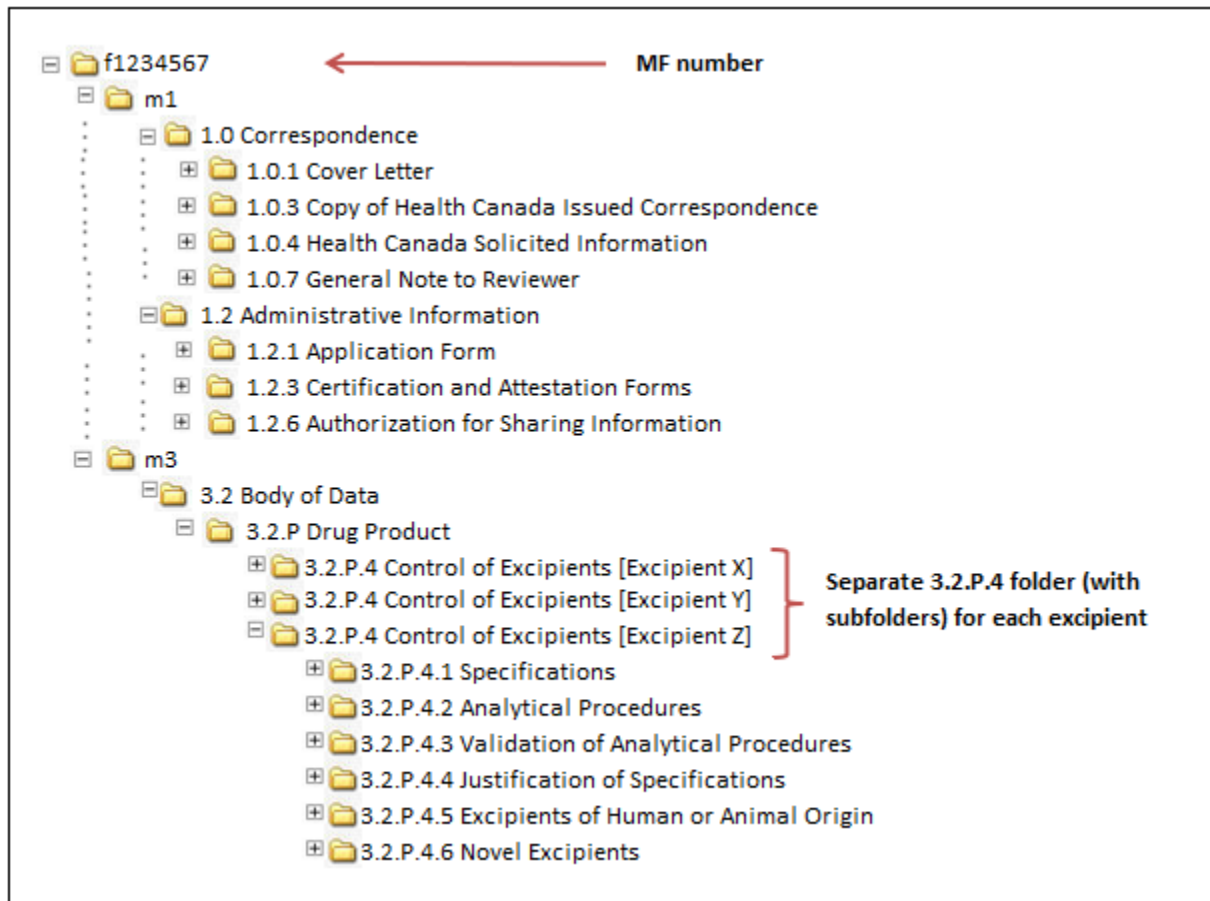 f1234567
MF number
m1
1.0 Correspondence
1.0.1 Cover Letter
1.0.3 Copy of Health Canada Issued Correspondence
1.0.4 Health Canada Solicited Information
1.0.7 General Note to Reviewer
1.2 Administrative Information
1.2.1 Application Form
1.2.3 Certification and Attestation Forms
1.2.6 Authorization for Sharing Information
m3
3.2 Body of Data
3.2.P Drug Product
3.2.P.4 Control of Excipients [Excipient X]
3.2.P.4 Control of Excipients [Excipient Y]
3.2.P.4 Control of Excipients [Excipient Z]
Separate 3.2.P.4 folder (with
subfolders) for each excipient
3.2.P.4.1 Specifications
3.2.P.4.2 Analytical Procedures
3.2.P.4.3 Validation of Analytical Procedures
3.2.P.4.4 Justification of Specifications
3.2.P.4.5 Excipients of Human or Animal Origin
3.2.P.4.6 Novel Excipients